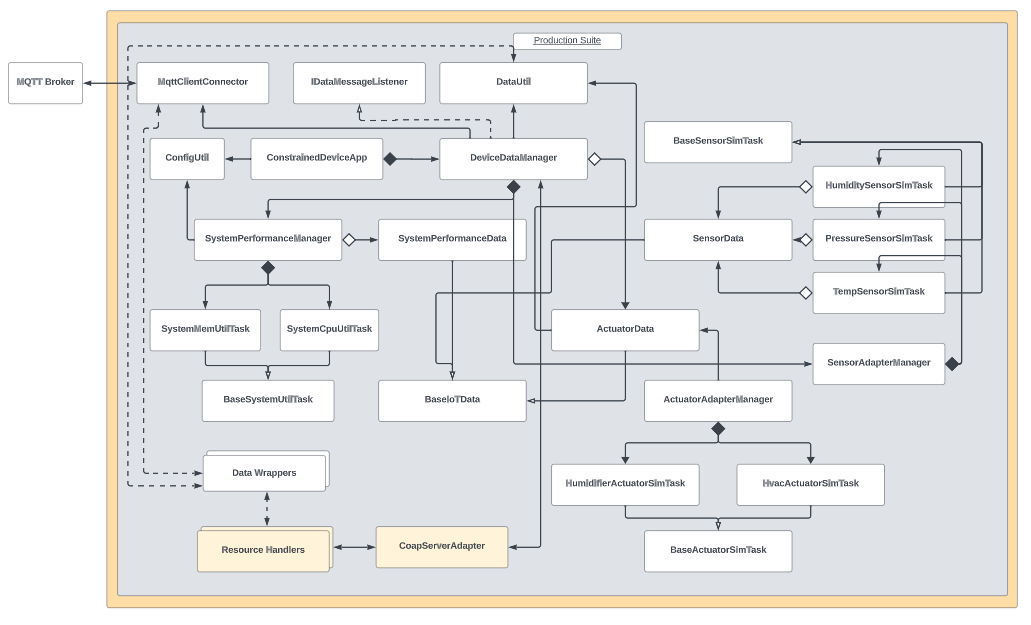 Production Suite
MQTT Broker
MqttClientConnector
IDataMessageListener
DataUtil
BaseSensorSimTask
ConfigUtil
ConstrainedDeviceApp
DeviceDataManager
HumiditySensorSimTask
SystemPerformanceManager
SystemPerformanceData
SensorData
PressureSensorSimTask
TempSensorSimTask
SystemMemUtilTask
SystemCpuUtilTask
ActuatorData
SensorAdapterManager
BaseSystemUtilTask
BaseIoTData
ActuatorAdapterManager
Data Wrappers
HumidifierActuatorSimTask
HvacActuatorSimTask
Resource Handlers
CoapServerAdapter
BaseActuatorSimTask